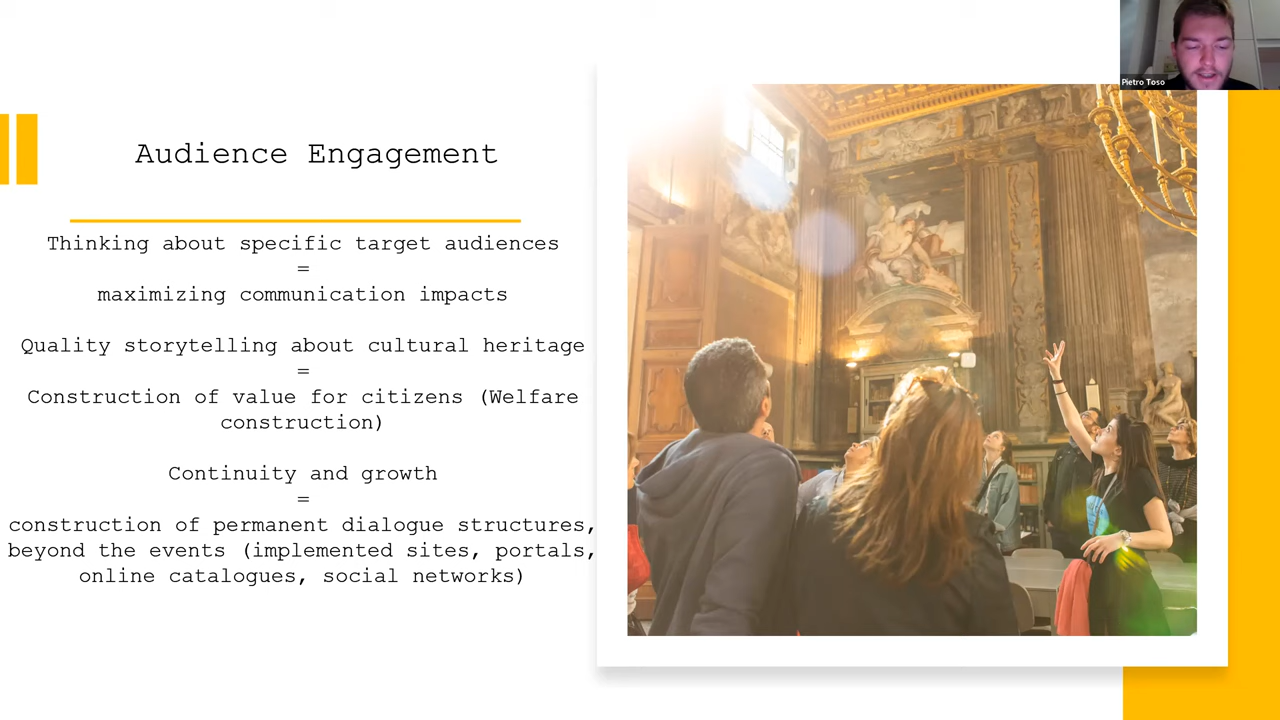 Pietro Toso
Audience Engagement
Thinking about specific target audiences
=
maximizing communication impacts
Quality storytelling about cultural heritage
=
Construction of value for citizens (Welfare
construction)
Continuity and growth
=
construction of permanent dialogue structures,
beyond the events (implemented sites, portals,
online catalogues, social networks)